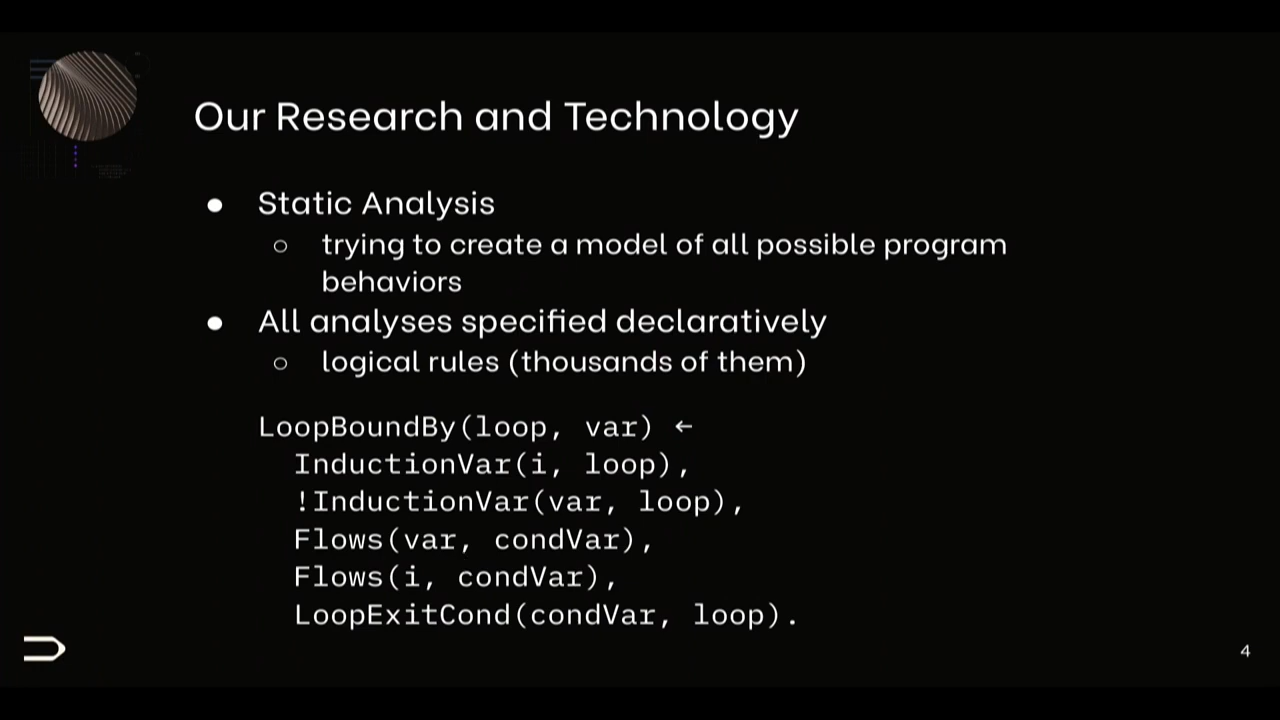 Our Research and Technology
● Static Analysis
○ trying to create a model of all possible program
behaviors
● All analyses specified declaratively
○ logical rules (thousands of them)
LoopBoundBy(loop, var) ←
InductionVar(i, loop),
!InductionVar(var, loop),
Flows(var, condVar),
Flows(i, condVar),
LoopExitCond(condVar, loop).
4